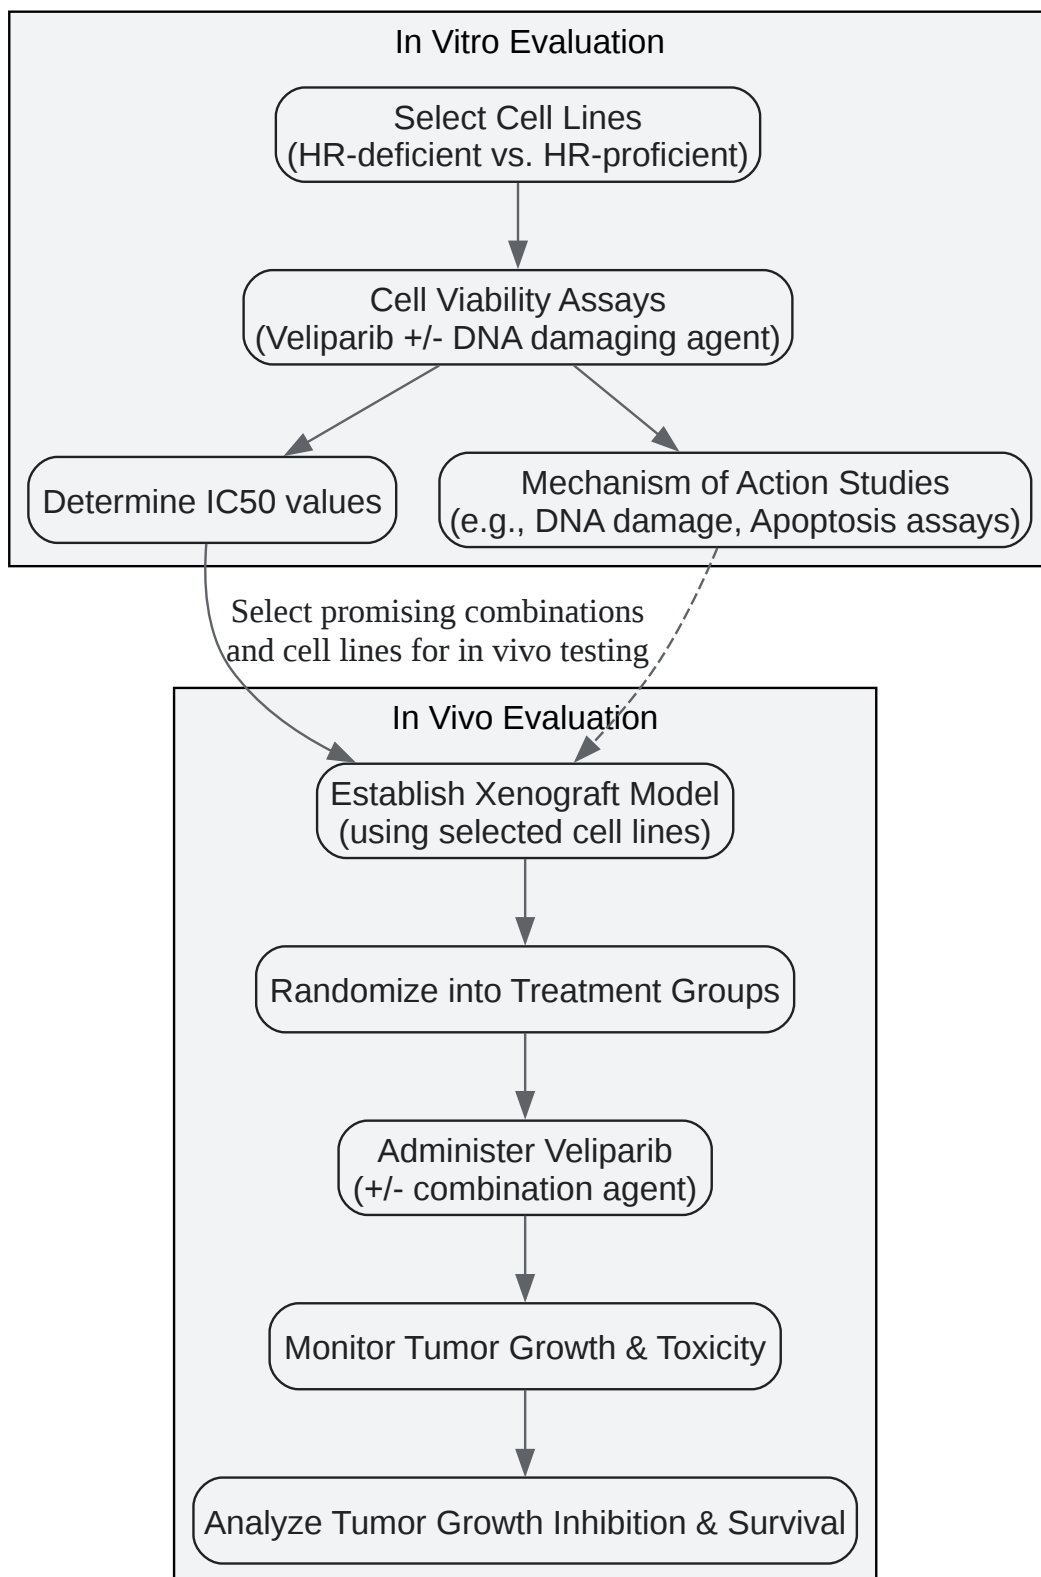 In Vitro Evaluation
Select Cell Lines
(HR-deficient vs. HR-proficient)
Cell Viability Assays
(Veliparib +/- DNA damaging agent)
Determine IC50 values
Mechanism of Action Studies
(e.g., DNA damage, Apoptosis assays)
Select promising combinations
and cell lines for in vivo testing
In Vivo Evaluation
Establish Xenograft Model
(using selected cell lines)
Randomize into Treatment Groups
Administer Veliparib
(+/- combination agent)
Monitor Tumor Growth & Toxicity
Analyze Tumor Growth Inhibition & Survival